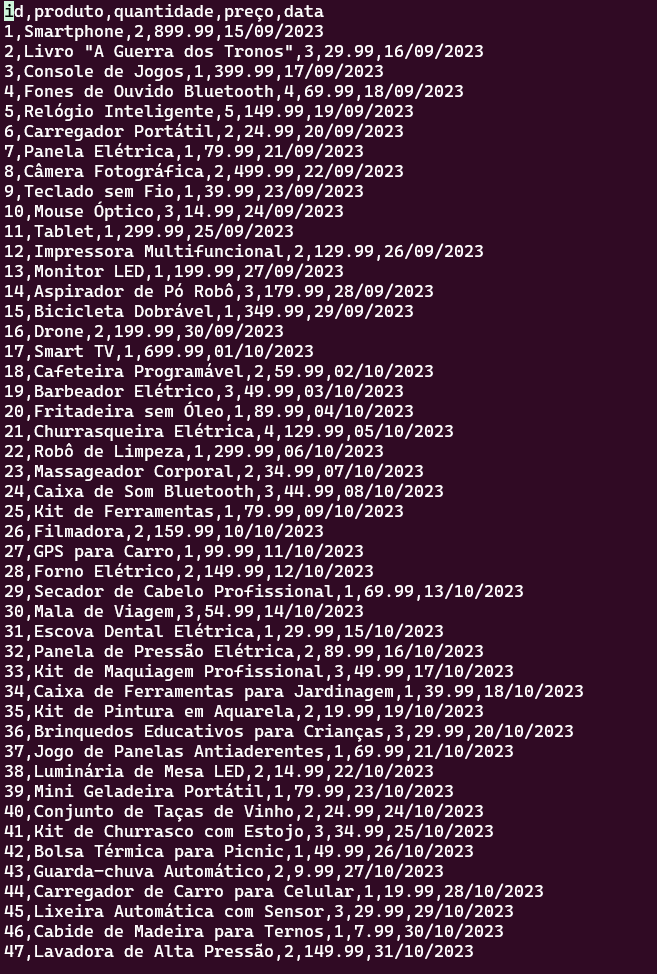 id,produto,quantidade,preço,data
1,Smartphone,2,899.99,15/09/2023
2,Livro "A Guerra dos Tronos",3,29.99,16/09/2023
3,Console de Jogos,1,399.99,17/09/2023
4,Fones de Ouvido Bluetooth,4,69.99,18/09/2023
5,Relógio Inteligente,5,149.99,19/09/2023
6,Carregador Portátil,2,24.99,20/09/2023
7,Panela Elétrica,1,79.99,21/09/2023
8,Câmera Fotográfica,2,499.99,22/09/2023
9,Teclado sem Fio,1,39.99,23/09/2023
10,Mouse Óptico,3,14.99,24/09/2023
11,Tablet,1,299.99,25/09/2023
12,Impressora Multifuncional,2,129.99,26/09/2023
13,Monitor LED,1,199.99,27/09/2023
14,Aspirador de Pó Robô,3,179.99,28/09/2023
15,Bicicleta Dobrável,1,349.99,29/09/2023
16,Drone,2,199.99,30/09/2023
17,Smart TV,1,699.99,01/10/2023
18,Cafeteira Programável,2,59.99,02/10/2023
19,Barbeador Elétrico,3,49.99,03/10/2023
20,Fritadeira sem Óleo,1,89.99,04/10/2023
21,Churrasqueira Elétrica,4,129.99,05/10/2023
22,Robô de Limpeza,1,299.99,06/10/2023
23,Massageador Corporal,2,34.99,07/10/2023
24,Caixa de Som Bluetooth,3,44.99,08/10/2023
25,Kit de Ferramentas,1,79.99,09/10/2023
26,Filmadora,2,159.99,10/10/2023
27,GPS para Carro,1,99.99,11/10/2023
28,Forno Elétrico,2,149.99,12/10/2023
29,Secador de Cabelo Profissional,1,69.99,13/10/2023
30,Mala de Viagem,3,54.99,14/10/2023
31,Escova Dental Elétrica,1,29.99,15/10/2023
32,Panela de Pressão Elétrica,2,89.99,16/10/2023
33,Kit de Maquiagem Profissional,3,49.99,17/10/2023
34,Caixa de Ferramentas para Jardinagem,1,39.99,18/10/2023
35,Kit de Pintura em Aquarela,2,19.99,19/10/2023
36,Brinquedos Educativos para Crianças,3,29.99,20/10/2023
37,Jogo de Panelas Antiaderentes,1,69.99,21/10/2023
38,Luminária de Mesa LED,2,14.99,22/10/2023
39,Mini Geladeira Portátil,1,79.99,23/10/2023
40,Conjunto de Taças de Vinho,2,24.99,24/10/2023
41,Kit de Churrasco com Estojo,3,34.99,25/10/2023
42,Bolsa Térmica para Picnic,1,49.99,26/10/2023
43,Guarda-chuva Automático,2,9.99,27/10/2023
44,Carregador de Carro para Celular,1,19.99,28/10/2023
45,Lixeira Automática com Sensor,3,29.99,29/10/2023
46,Cabide de Madeira para Ternos,1,7.99,30/10/2023
47,Lavadora de Alta Pressão,2,149.99,31/10/2023